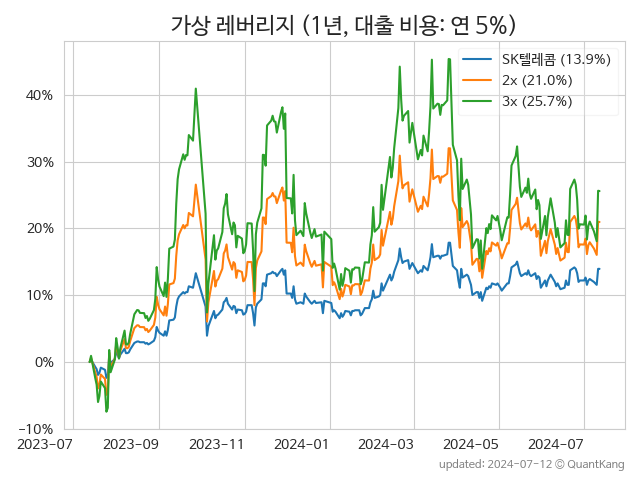 가상 레버리지 (1년, 대출 비용: 연 5%)
SK텔레콤 (13.9%)
2x (21.0%)
3x (25.7%)
40%
30%
20%
10%
0%
−10%
2023-07 2023-09 2023-11 2024-01 2024-03 2024-05 2024-07
updated: 2024-07-12 © QuantKang